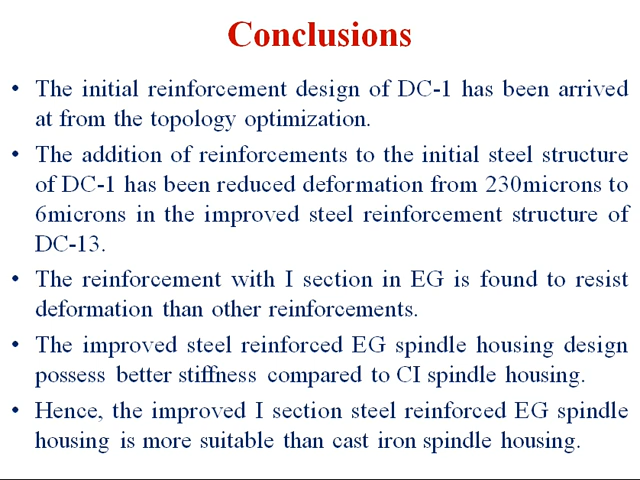 Conclusions
• The initial reinforcement design of DC-1 has been arrived
at from the topology optimization.
• The addition of reinforcements to the initial steel structure
of DC-1 has been reduced deformation from 230microns to
6microns in the improved steel reinforcement structure of
DC-13.
• The reinforcement with I section in EG is found to resist
deformation than other reinforcements.
• The improved steel reinforced EG spindle housing design
possess better stiffness compared to CI spindle housing.
• Hence, the improved I section steel reinforced EG spindle
housing is more suitable than cast iron spindle housing.